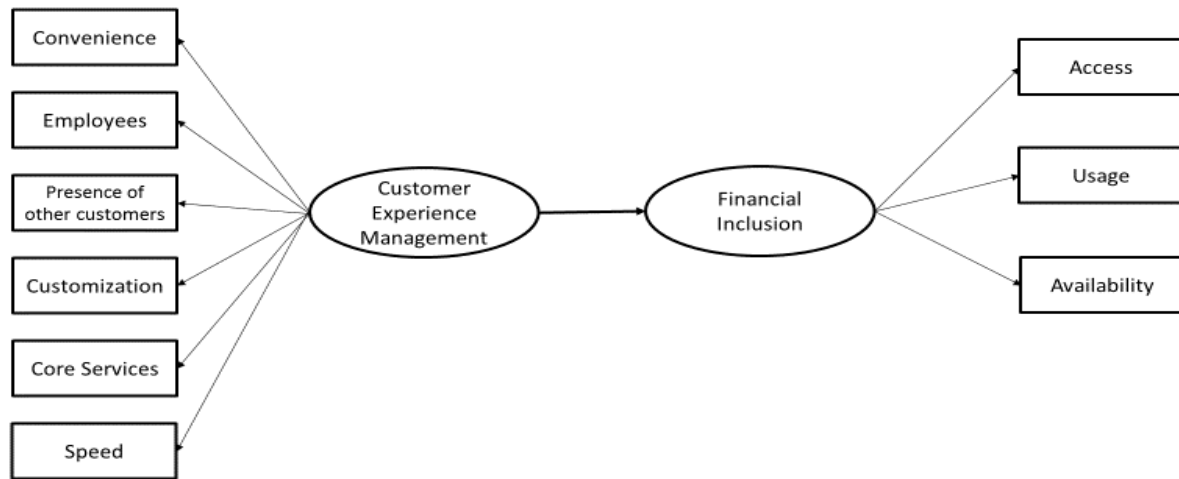 Convenience
Employees
Presence of
other customers
Customization
Core Services
Speed
Customer
Experience
Management
Financial
Inclusion
Access
Usage
Availability